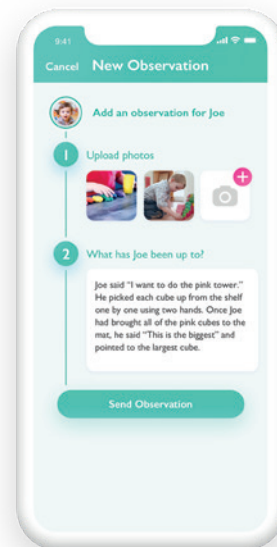 9:41
Cancel New Observation
Add an observation for Joe
1 Upload photos
2 What has Joe been up to?
Joe said “I want to do the pink tower.”
He picked each cube up from the shelf
one by one using two hands. Once Joe
had brought all of the pink cubes to the
mat, he said “This is the biggest” and
pointed to the largest cube.
Send Observation